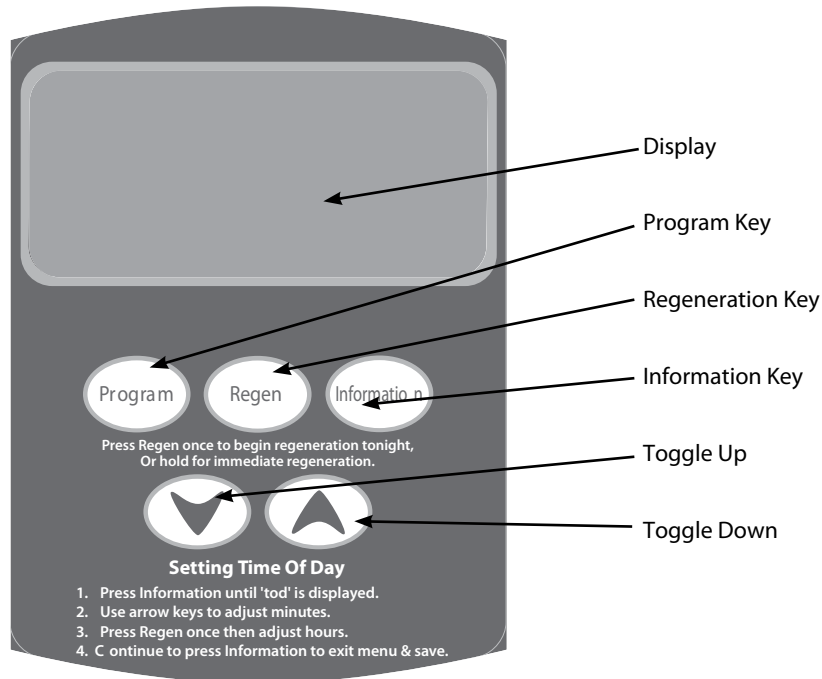 Display
Program Key
Regeneration Key
Information Key
Toggle Up
Toggle Down
Program
Regen
Informatio n
Press Regen once to begin regeneration tonight,
Or hold for immediate regeneration.
Setting Time Of Day
1. Press Information until 'tod' is displayed.
2. Use arrow keys to adjust minutes.
3. Press Regen once then adjust hours.
4. C ontinue to press Information to exit menu & save.